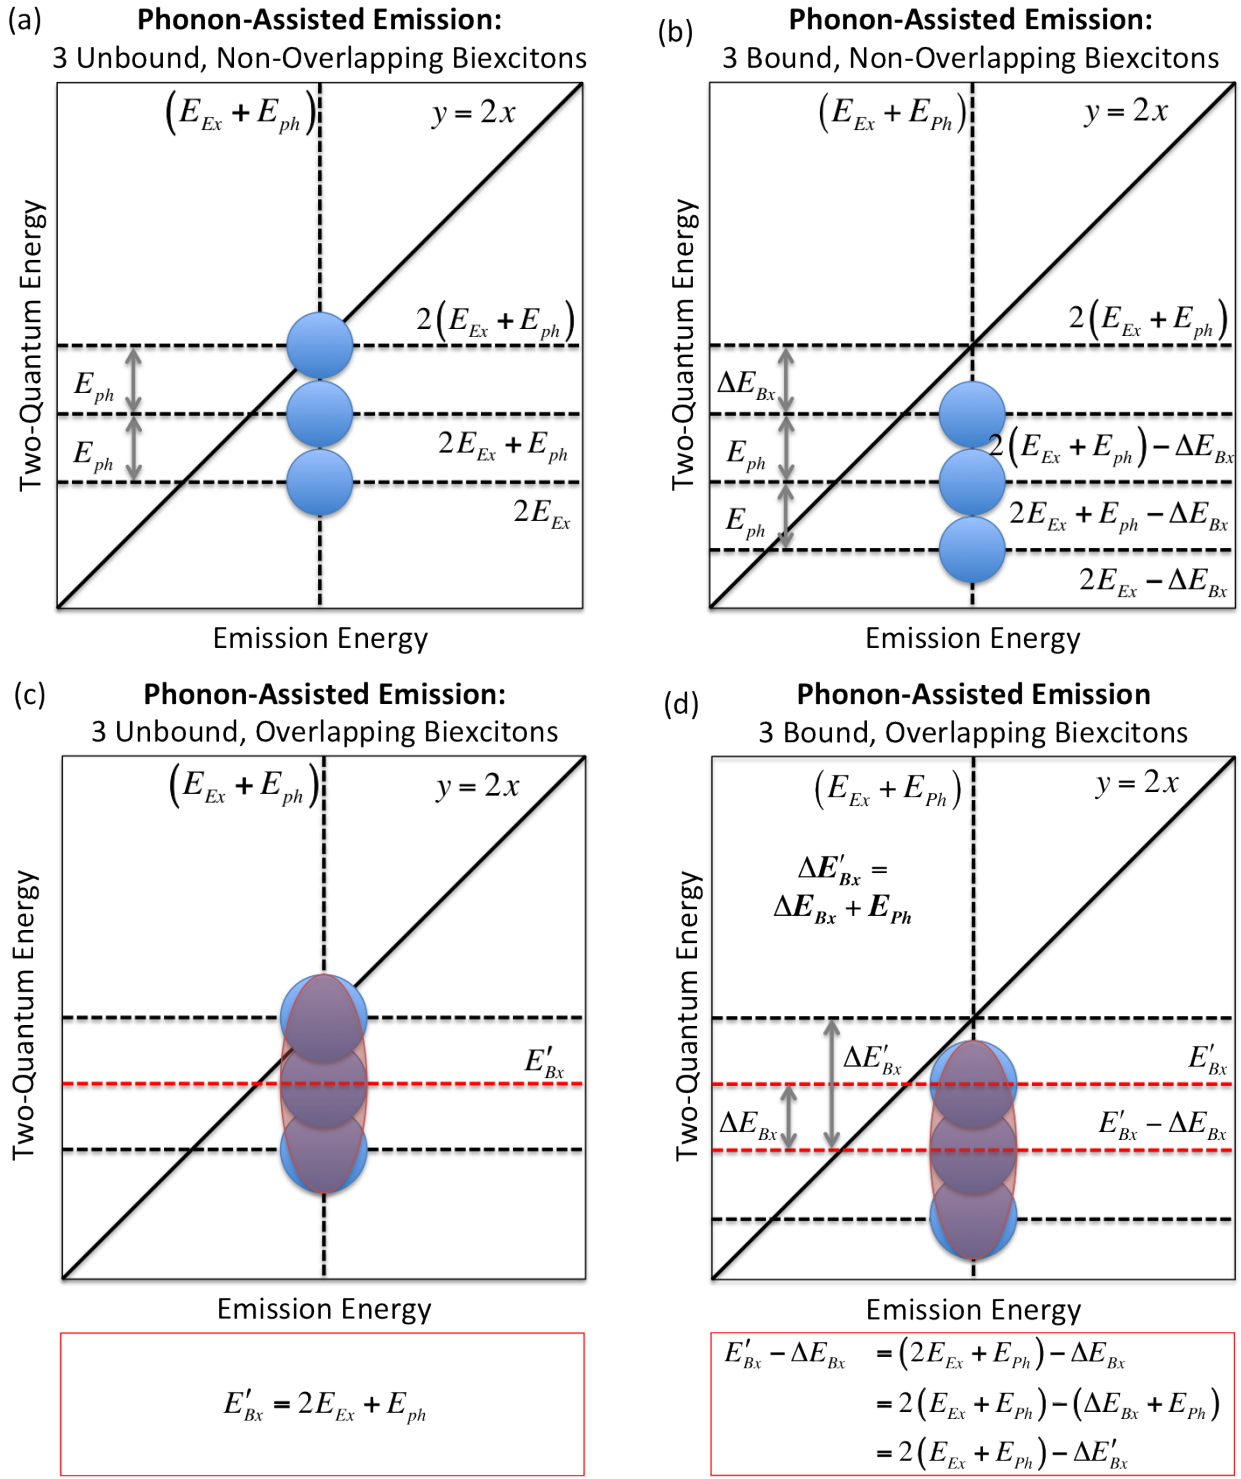 (a)
Phonon-Assisted Emission:
3 Unbound, Non-Overlapping Biexcitons
(E_Ex + E_ph)
y = 2x
2(E_Ex + E_ph)
E_ph
2E_Ex + E_ph
E_ph
2E_Ex
Two-Quantum Energy
Emission Energy
(b)
Phonon-Assisted Emission:
3 Bound, Non-Overlapping Biexcitons
(E_Ex + E_Ph)
y = 2x
2(E_Ex + E_ph)
ΔE_Bx
2(E_Ex + E_ph) − ΔE_Bx
E_ph
2E_Ex + E_ph − ΔE_Bx
E_ph
2E_Ex − ΔE_Bx
Two-Quantum Energy
Emission Energy
(c)
Phonon-Assisted Emission:
3 Unbound, Overlapping Biexcitons
(E_Ex + E_ph)
y = 2x
E′_Bx
Two-Quantum Energy
Emission Energy
E′_Bx = 2E_Ex + E_ph
(d)
Phonon-Assisted Emission
3 Bound, Overlapping Biexcitons
(E_Ex + E_Ph)
y = 2x
ΔE′_Bx =
ΔE_Bx + E_Ph
ΔE′_Bx
E′_Bx
ΔE_Bx
E′_Bx − ΔE_Bx
Two-Quantum Energy
Emission Energy
E′_Bx − ΔE_Bx = (2E_Ex + E_Ph) − ΔE_Bx
= 2(E_Ex + E_Ph) − (ΔE_Bx + E_Ph)
= 2(E_Ex + E_Ph) − ΔE′_Bx